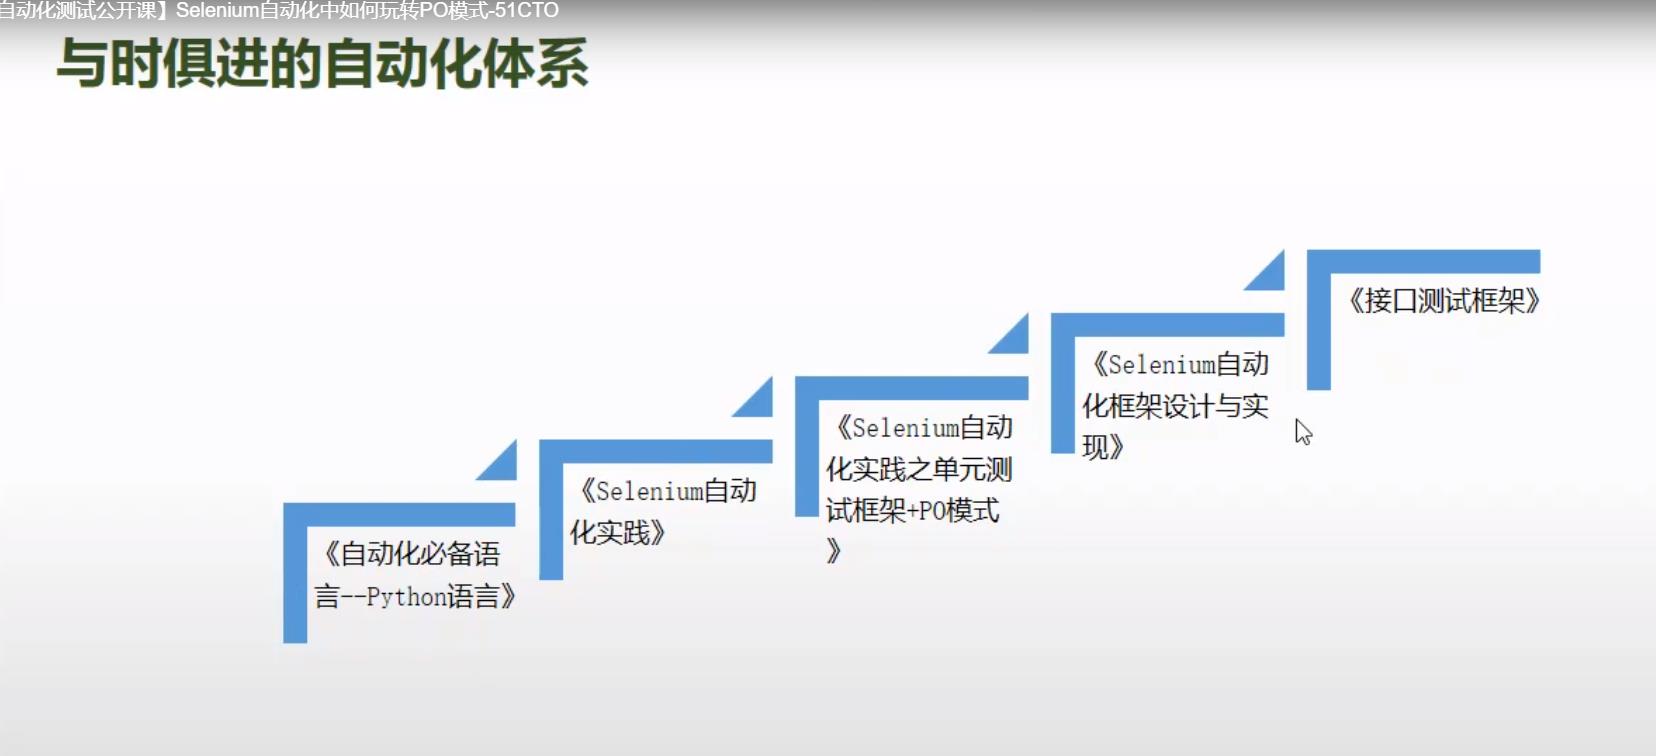 自动化测试公开课】Selenium自动化中如何玩转PO模式-51CTO
与时俱进的自动化体系
《自动化必备语
言--Python语言》
《Selenium自动
化实践》
《Selenium自动
化实践之单元测
试框架+PO模式
》
《Selenium自动
化框架设计与实
现》
《接口测试框架》